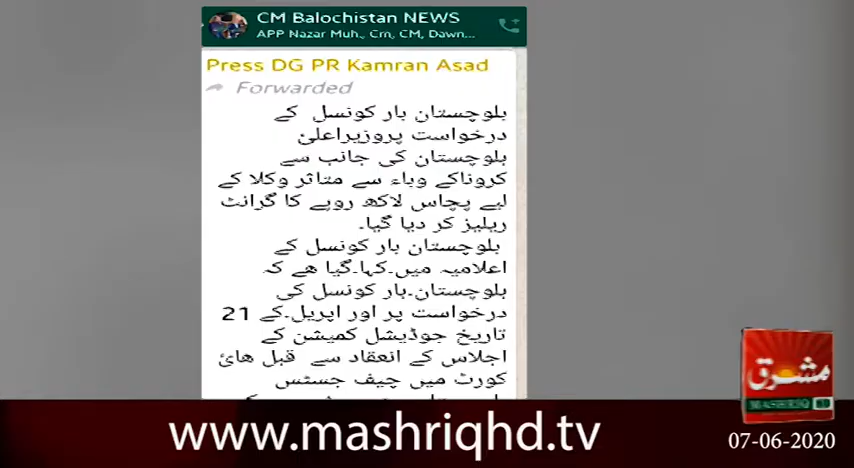 CM Balochistan NEWS
APP Nazar Muh., Crn, CM, Dawn...
Press DG PR Kamran Asad
Forwarded
بلوچستان بار کونسل کے
درخواست پروزیراعلیٰ
بلوچستان کی جانب سے
کروناکے وباء سے متاثر وکلا کے
لیے پچاس لاکھ روپے کا گرانٹ
ریلیز کر دیا گیا۔
بلوچستان بار کونسل کے
اعلامیہ میں۔کہا۔گیا ھے کہ
بلوچستان۔بار کونسل کی
درخواست پر اور اپریل۔کے 21
تاریخ جوڈیشل کمیشن کے
اجلاس کے انعقاد سے قبل ھائ
کورٹ میں چیف جسٹس
مشرق
MASHRIQ
www.mashriqhd.tv
07-06-2020